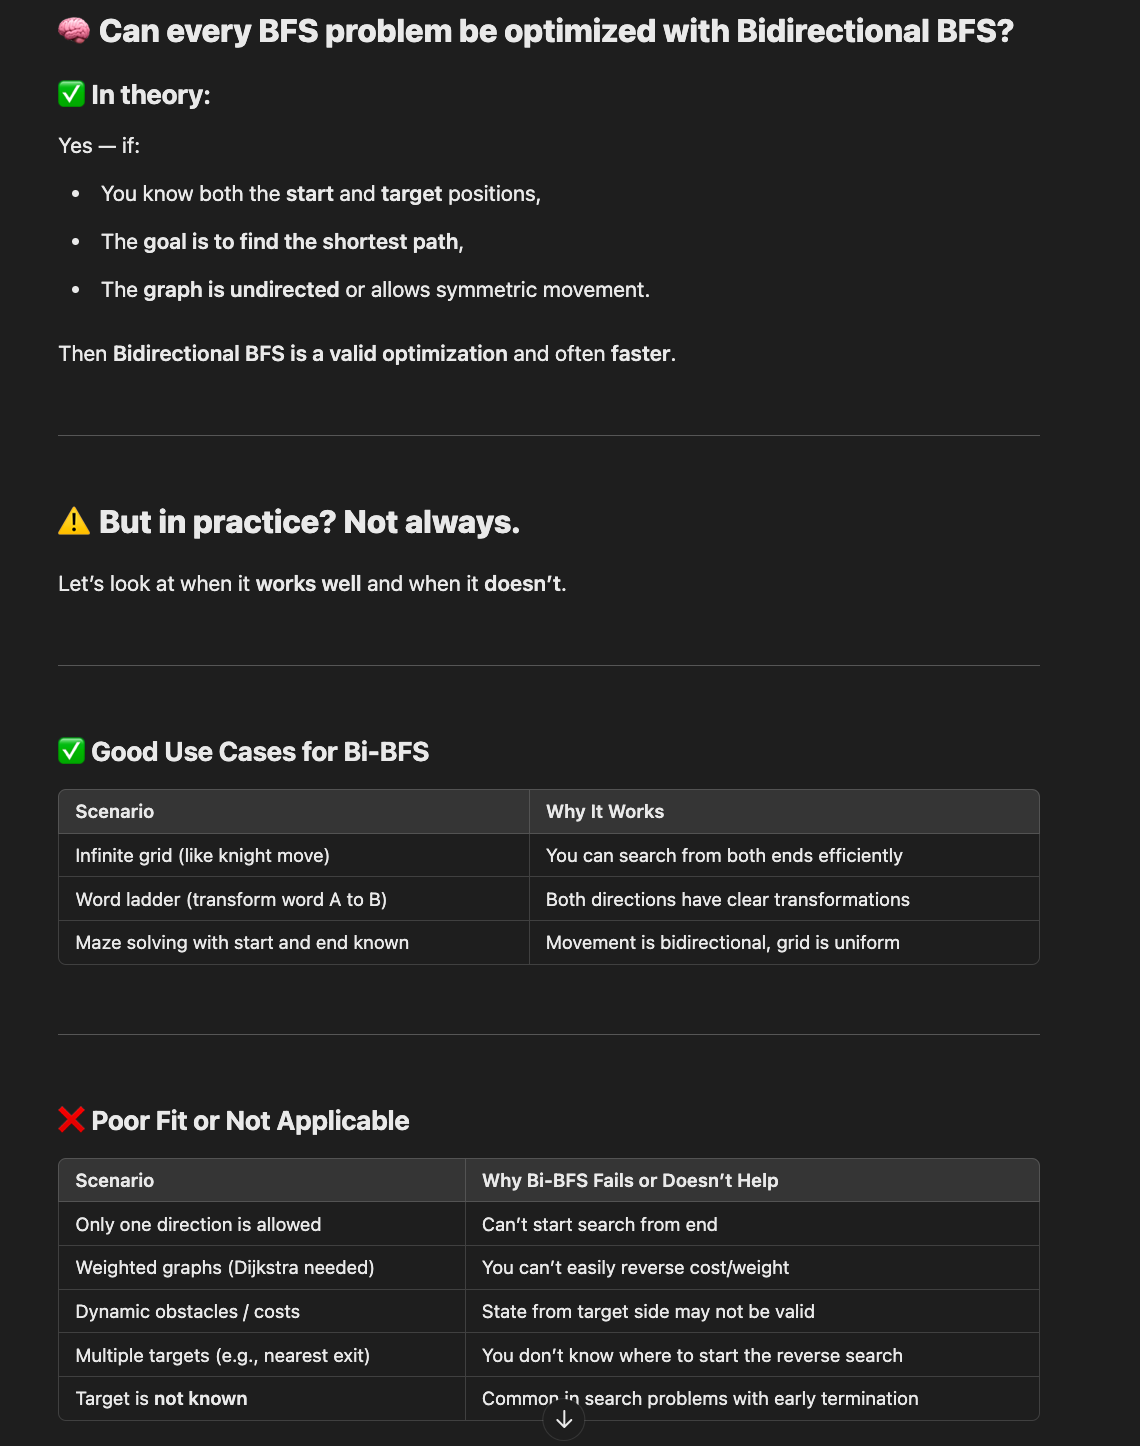 🧠 Can every BFS problem be optimized with Bidirectional BFS?
✅ In theory:
Yes — if:
• You know both the start and target positions,
• The goal is to find the shortest path,
• The graph is undirected or allows symmetric movement.
Then Bidirectional BFS is a valid optimization and often faster.
⚠️ But in practice? Not always.
Let’s look at when it works well and when it doesn’t.
✅ Good Use Cases for Bi-BFS
Scenario Why It Works
Infinite grid (like knight move) You can search from both ends efficiently
Word ladder (transform word A to B) Both directions have clear transformations
Maze solving with start and end known Movement is bidirectional, grid is uniform
❌ Poor Fit or Not Applicable
Scenario Why Bi-BFS Fails or Doesn’t Help
Only one direction is allowed Can’t start search from end
Weighted graphs (Dijkstra needed) You can’t easily reverse cost/weight
Dynamic obstacles / costs State from target side may not be valid
Multiple targets (e.g., nearest exit) You don’t know where to start the reverse search
Target is not known Common in search problems with early termination